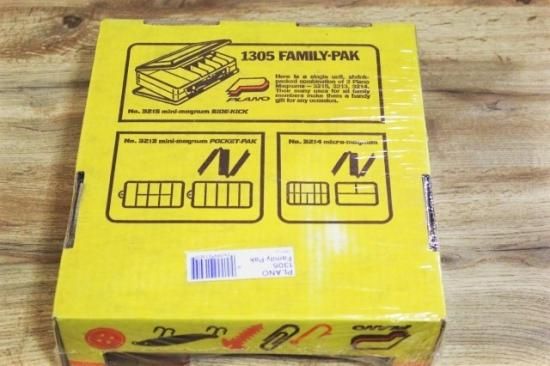 1305 FAMILY-PAK
Here is a single unit, shrink-
packed combination of 3 Plano
Magnums - 3215, 3213, 3214.
Their many uses for all family
members make them a handy
gift for any occasion.
PLANO
No. 3215 mini-magnum SIDE-KICK
No. 3213 mini-magnum POCKET-PAK
No. 3214 micro-magnum
PLANO
1305
Family Pak
PLANO